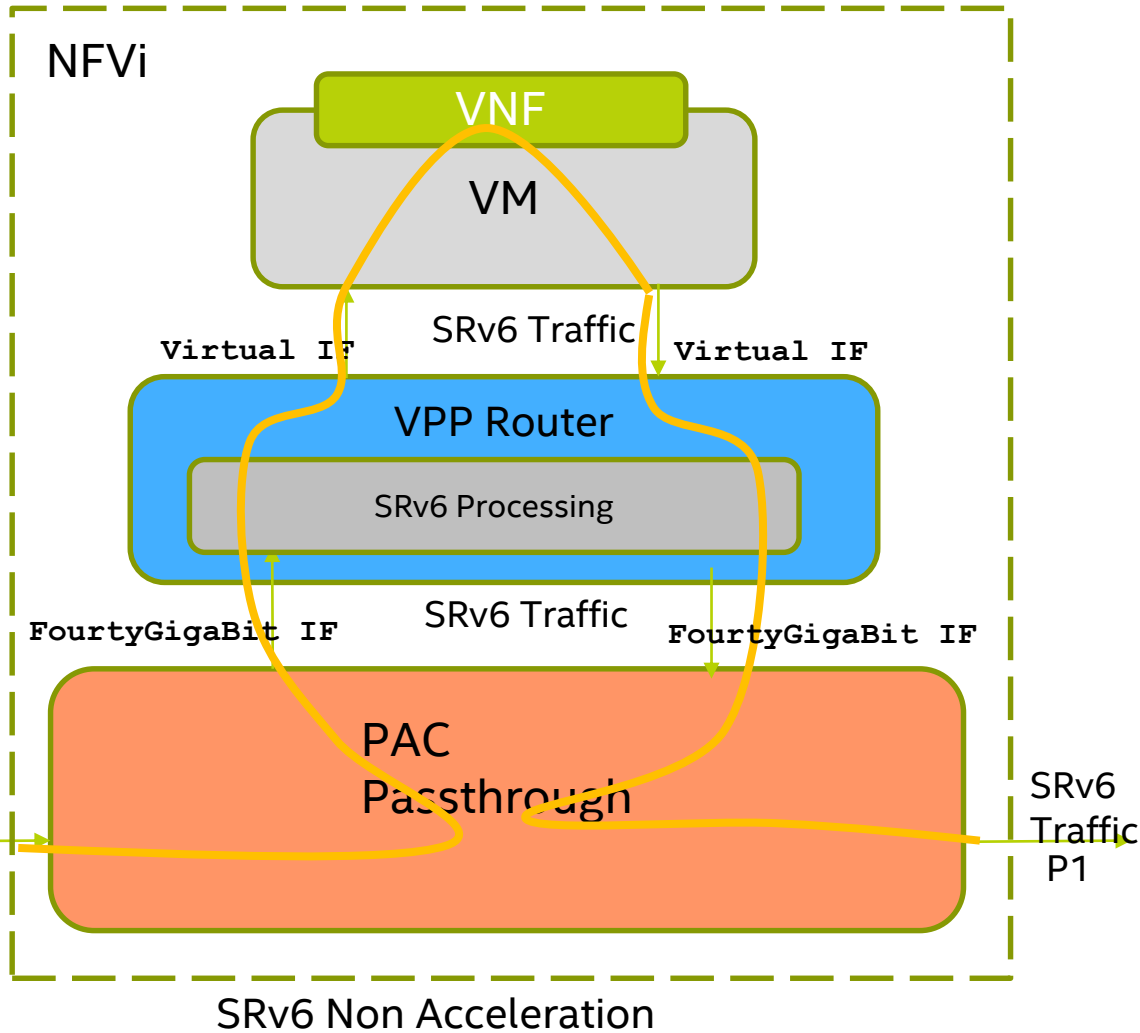 NFVi
VNF
VM
SRv6 Traffic
Virtual IF
Virtual IF
VPP Router
SRv6 Processing
SRv6 Traffic
FourtyGigaBit IF
FourtyGigaBit IF
PAC
Passthrough
SRv6
Traffic
P1
SRv6 Non Acceleration